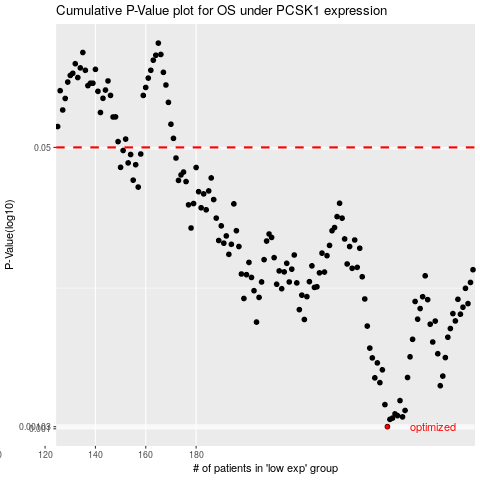 Cumulative P-Value plot for OS under PCSK1 expression
P-Value(log10)
0.05
optimized
0 120 140 160 180
# of patients in 'low exp' group